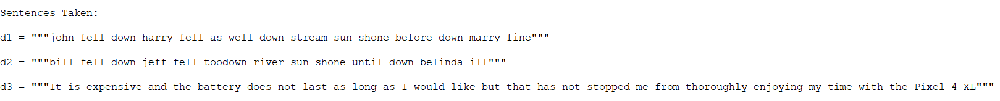 Sentences Taken:
d1 = """john fell down harry fell as-well down stream sun shone before down marry fine"""
d2 = """bill fell down jeff fell toodown river sun shone until down belinda ill"""
d3 = """It is expensive and the battery does not last as long as I would like but that has not stopped me from thoroughly enjoying my time with the Pixel 4 XL"""